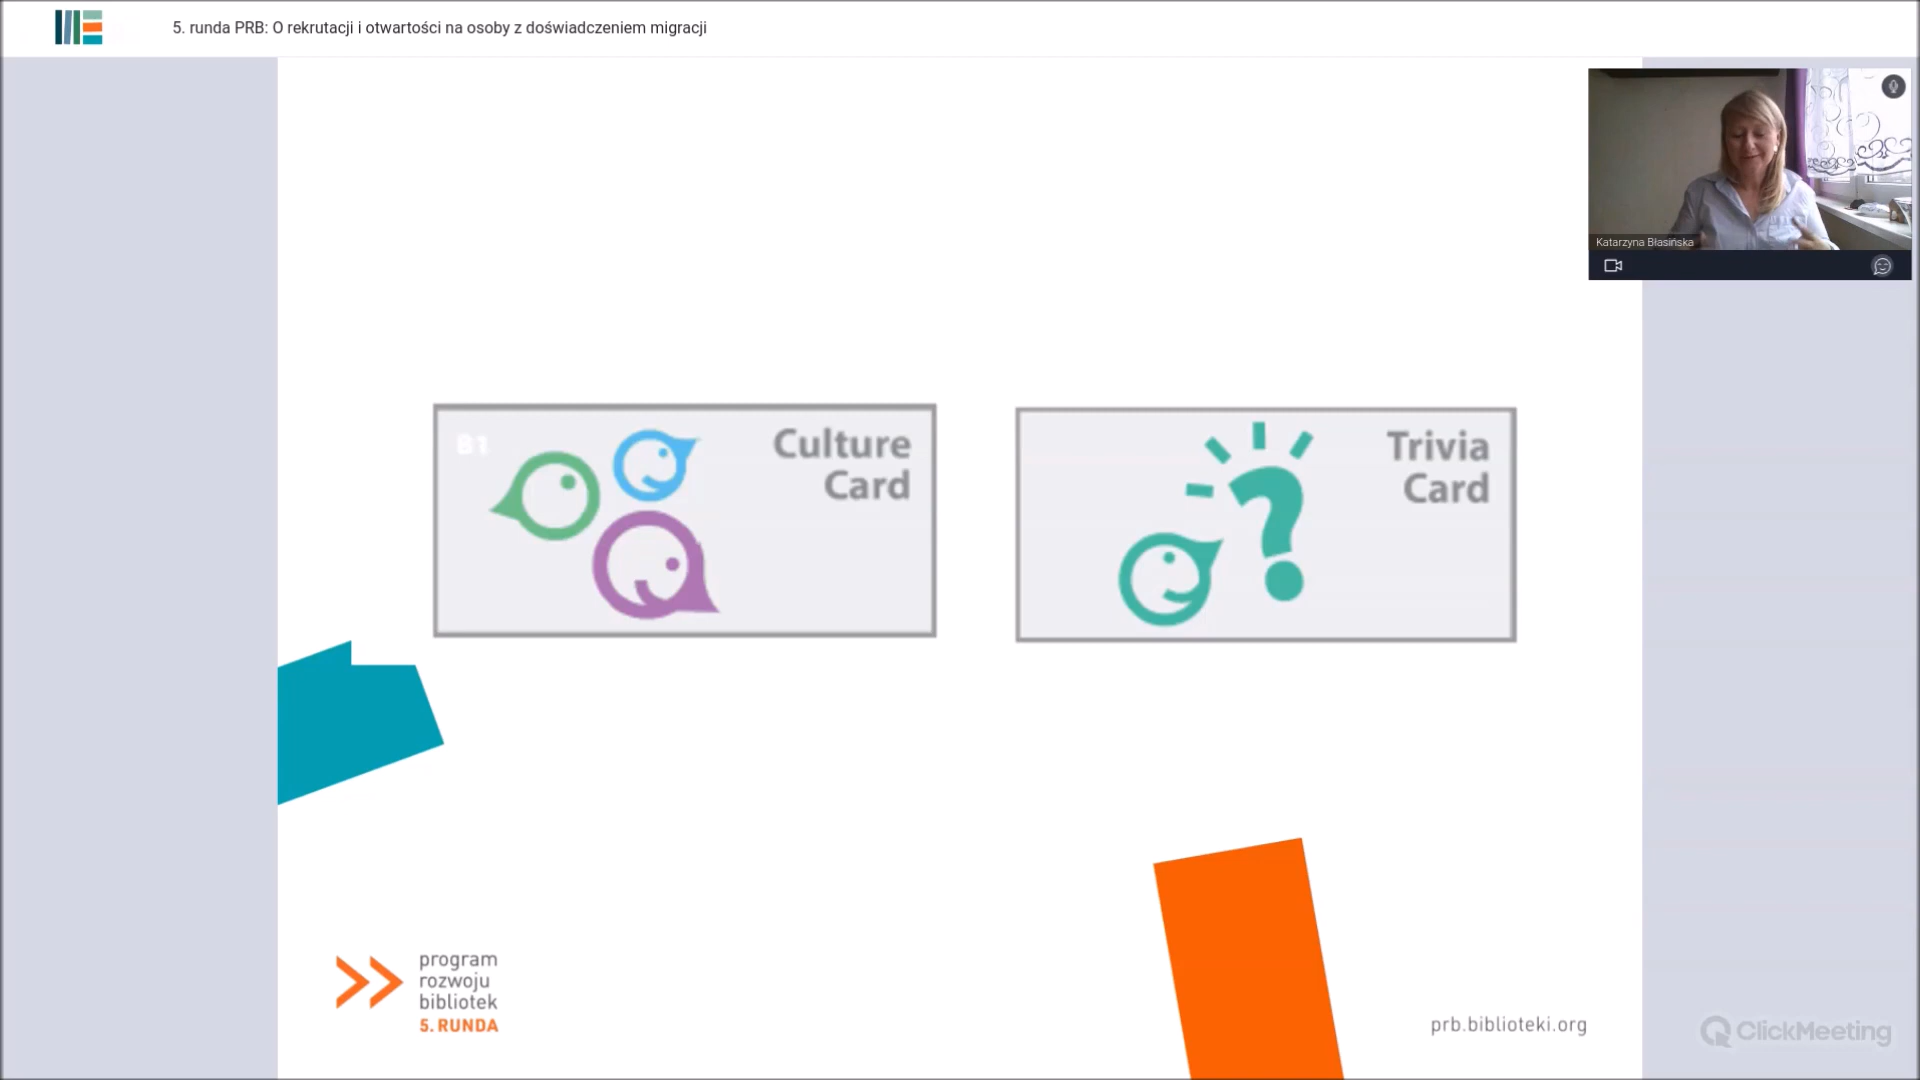 5. runda PRB: O rekrutacji i otwartości na osoby z doświadczeniem migracji
Katarzyna Błasińska
B1
Culture
Card
Trivia
Card
program
rozwoju
bibliotek
5. RUNDA
prb.biblioteki.org
ClickMeeting